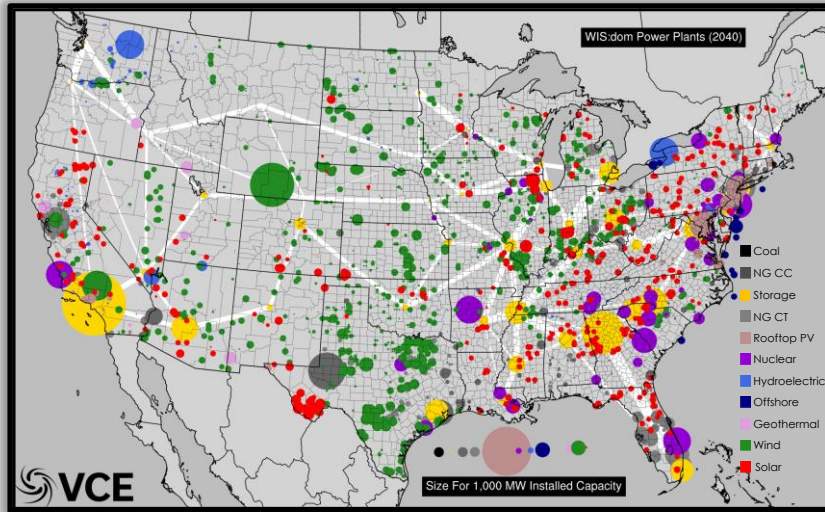 WIS:dom Power Plants (2040)
Coal
NG CC
Storage
NG CT
Rooftop PV
Nuclear
Hydroelectric
Offshore
Geothermal
Wind
Solar
VCE
Size For 1,000 MW Installed Capacity